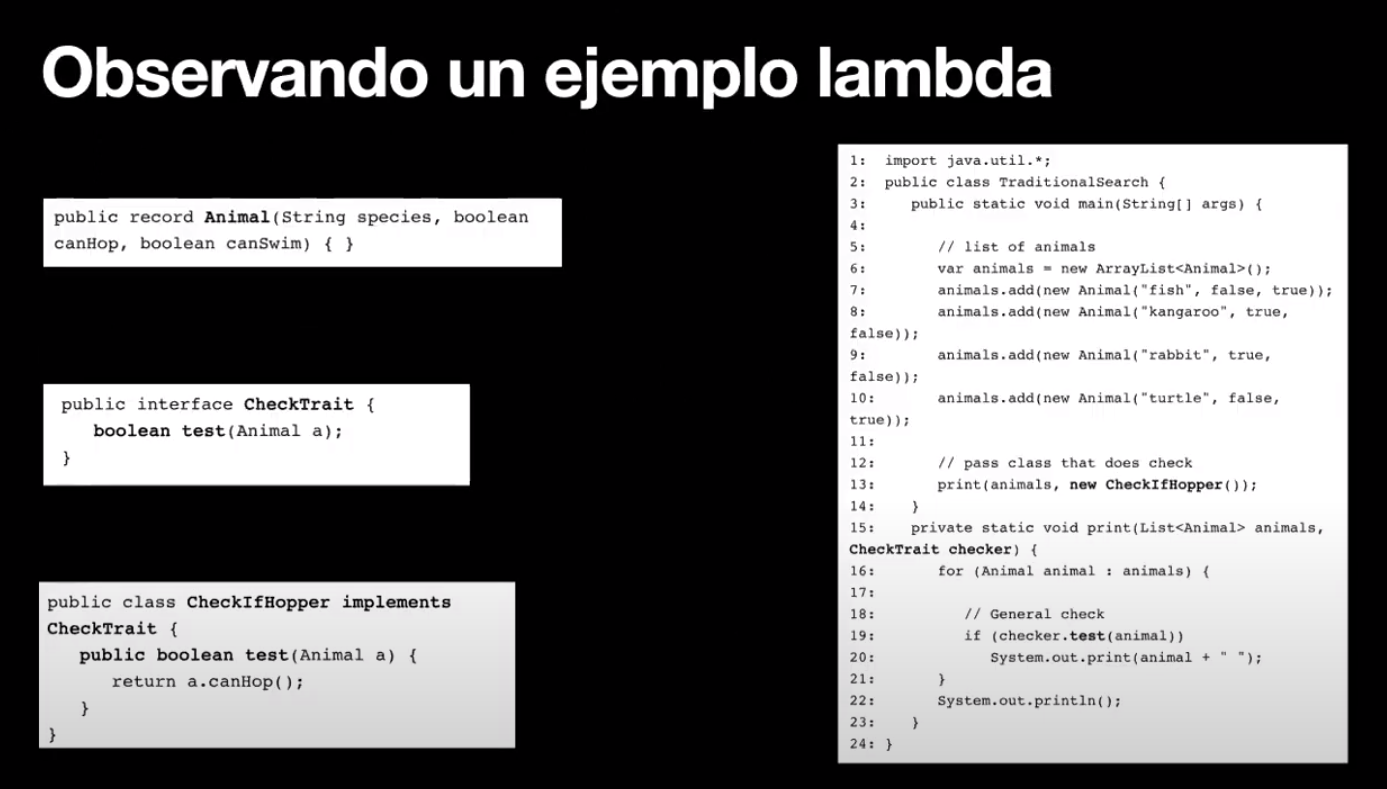 Observando un ejemplo lambda
public record Animal(String species, boolean
canHop, boolean canSwim) { }
public interface CheckTrait {
boolean test(Animal a);
}
public class CheckIfHopper implements
CheckTrait {
public boolean test(Animal a) {
return a.canHop();
}
}
1: import java.util.*;
2: public class TraditionalSearch {
3: public static void main(String[] args) {
4:
5: // list of animals
6: var animals = new ArrayList<Animal>();
7: animals.add(new Animal("fish", false, true));
8: animals.add(new Animal("kangaroo", true,
false));
9: animals.add(new Animal("rabbit", true,
false));
10: animals.add(new Animal("turtle", false,
true));
11:
12: // pass class that does check
13: print(animals, new CheckIfHopper());
14: }
15: private static void print(List<Animal> animals,
CheckTrait checker) {
16: for (Animal animal : animals) {
17:
18: // General check
19: if (checker.test(animal))
20: System.out.print(animal + " ");
21: }
22: System.out.println();
23: }
24: }